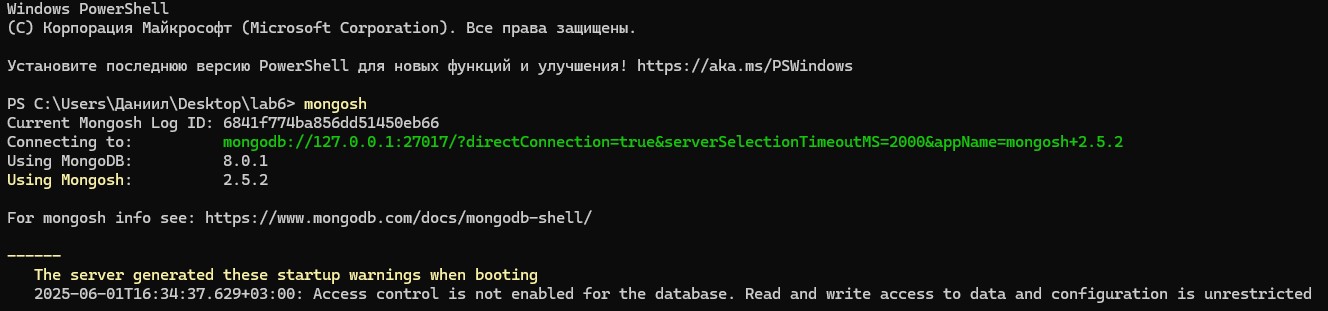 Windows PowerShell
(C) Корпорация Майкрософт (Microsoft Corporation). Все права защищены.
Установите последнюю версию PowerShell для новых функций и улучшения! https://aka.ms/PSWindows
PS C:\Users\Даниил\Desktop\lab6> mongosh
Current Mongosh Log ID: 6841f774ba856dd51450eb66
Connecting to: mongodb://127.0.0.1:27017/?directConnection=true&serverSelectionTimeoutMS=2000&appName=mongosh+2.5.2
Using MongoDB: 8.0.1
Using Mongosh: 2.5.2
For mongosh info see: https://www.mongodb.com/docs/mongodb-shell/
------
The server generated these startup warnings when booting
2025-06-01T16:34:37.629+03:00: Access control is not enabled for the database. Read and write access to data and configuration is unrestricted